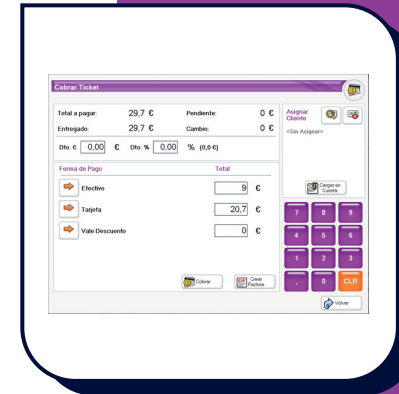 Cobrar Ticket
Total a pagar: 29,7 € Pendiente: 0 €
Entregado: 29,7 € Cambio: 0 €
Dto. € 0,00 € Dto. % 0,00 % (0,0 €)
Asignar
Cliente
<Sin Asignar>
Forma de Pago Total
Efectivo 9 €
Tarjeta 20,7 €
Vale Descuento 0 €
Cargar en
Cuenta
7 8 9
4 5 6
1 2 3
, 0 CLR
Cobrar
Crear
Factura
Volver